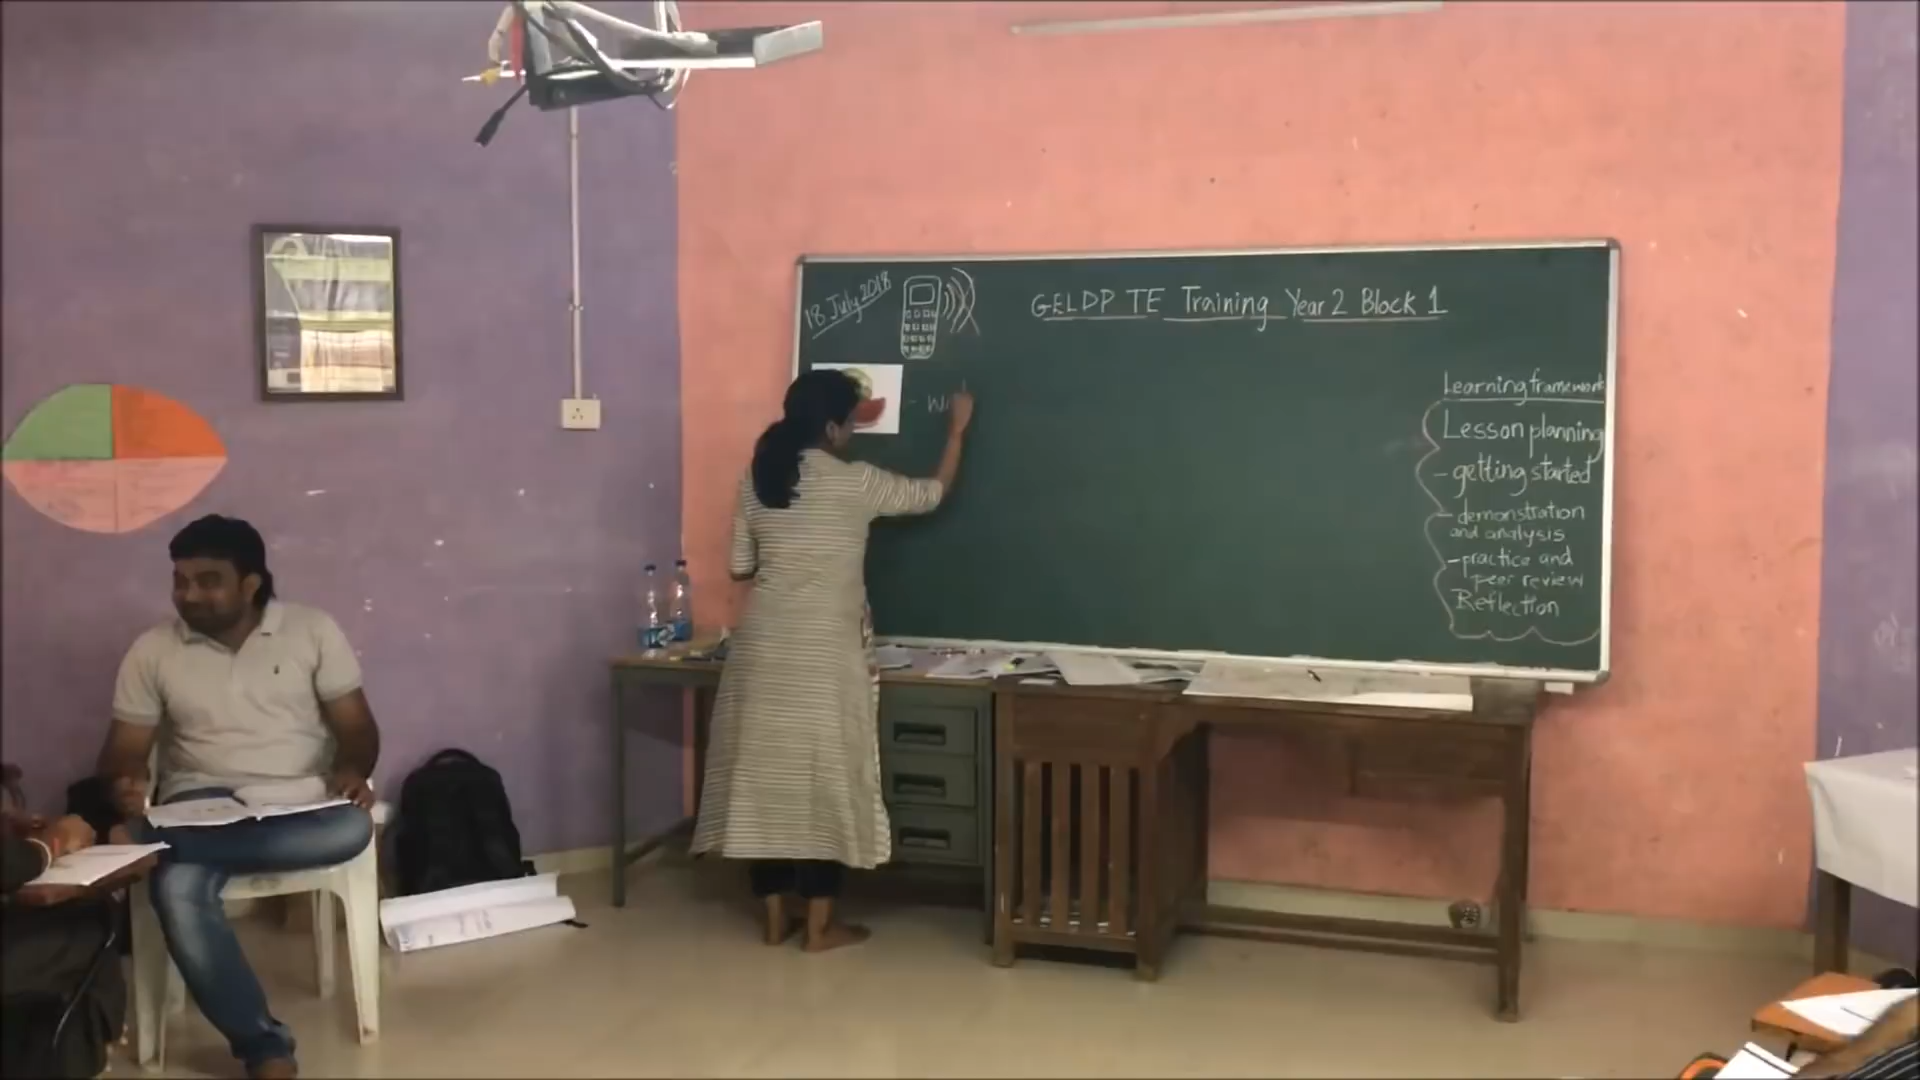 18 July 2018
GELDP TE Training Year 2 Block 1
Learning framework
Lesson planning
- getting started
- demonstration
and analysis
- practice and
peer review
Reflection